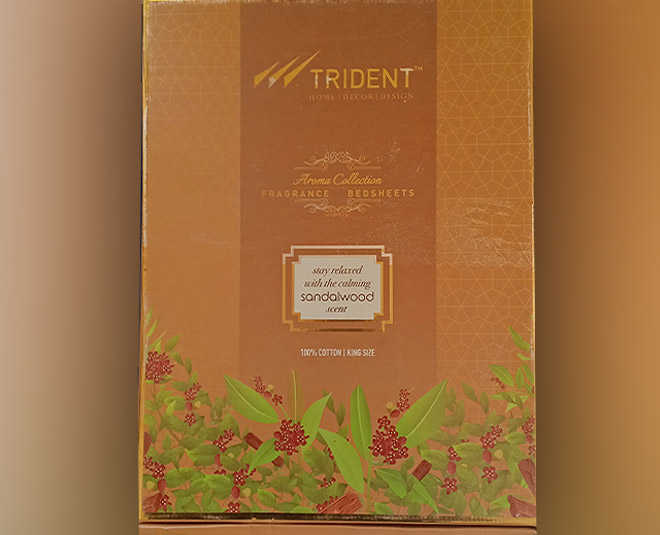 TRIDENT™
HOME | DECOR | DESIGN
Aroma Collection
FRAGRANCE BEDSHEETS
stay relaxed
with the calming
sandalwood
scent
100% COTTON | KING SIZE